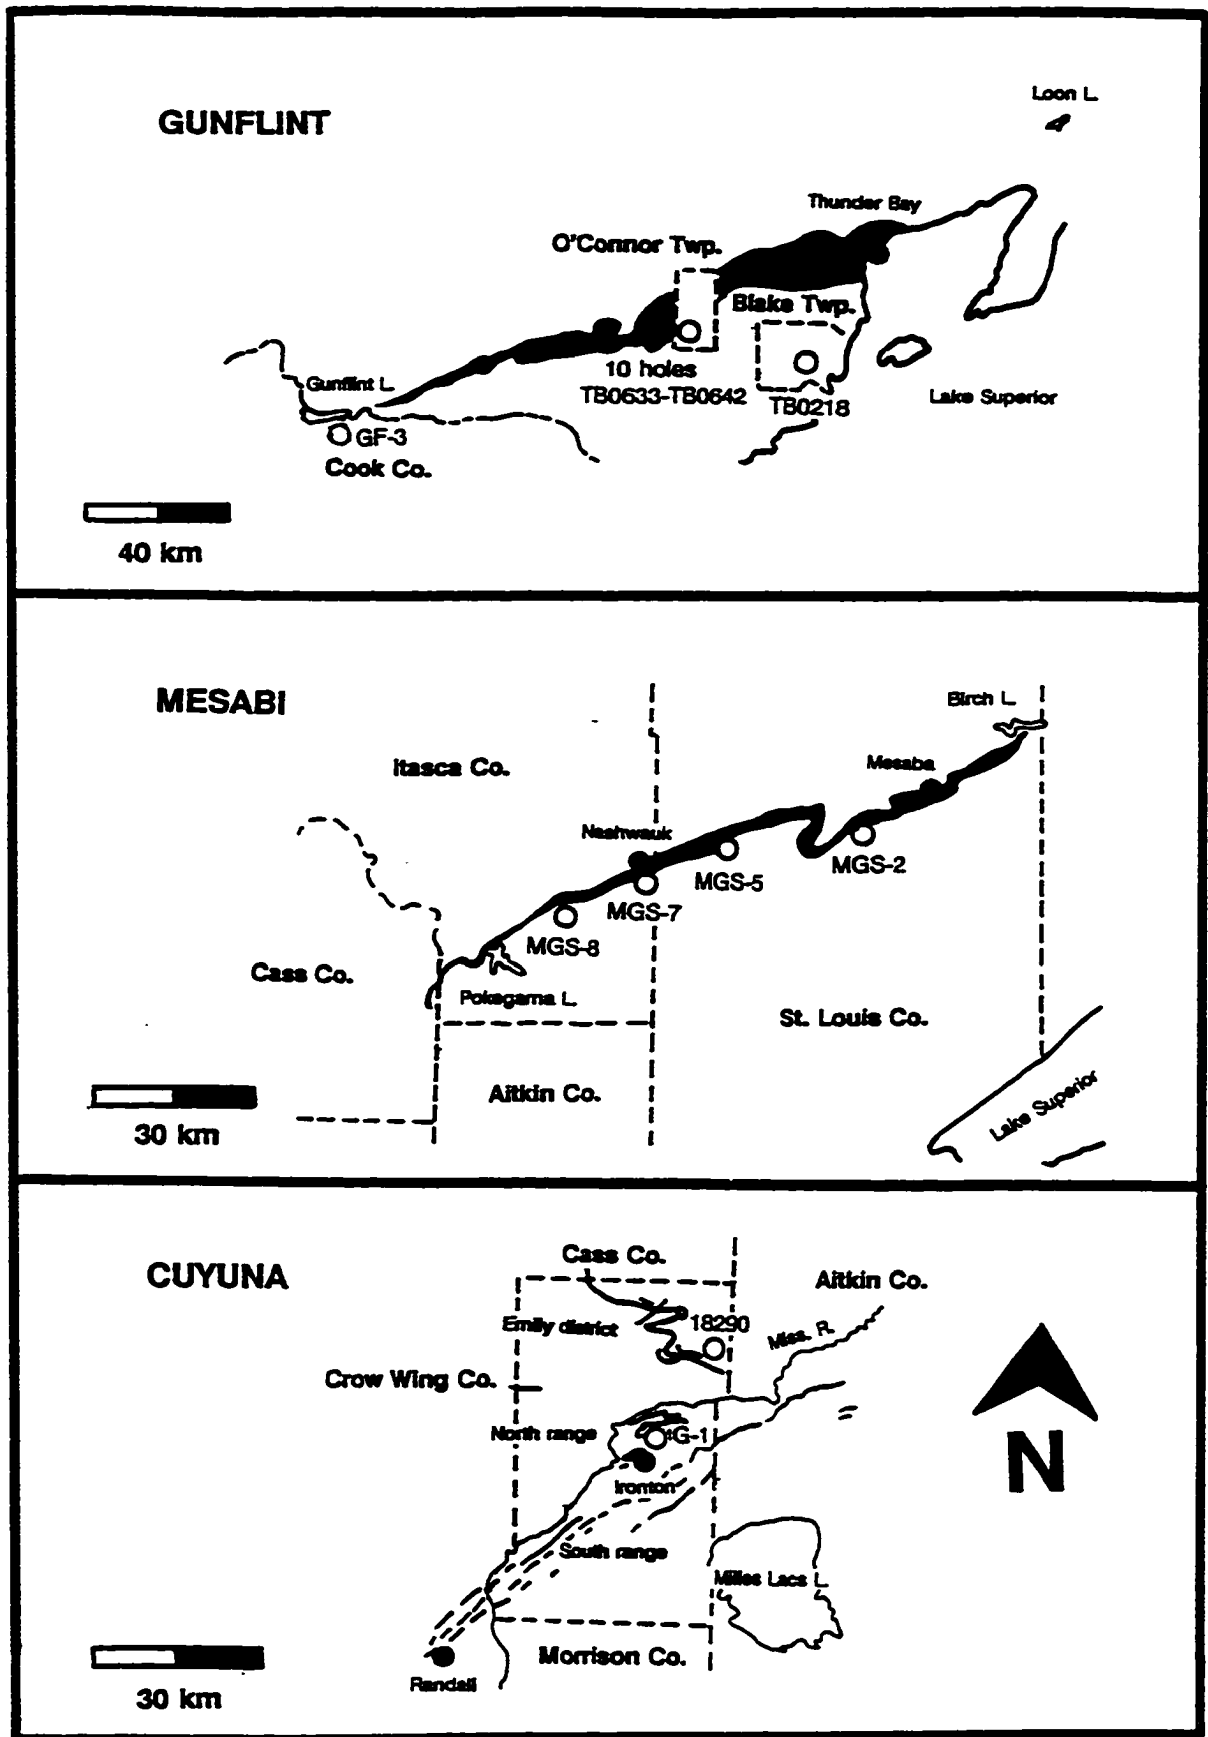 GUNFLINT
Loon L.
Thunder Bay
O'Connor Twp.
Blake Twp.
10 holes
TB0633-TB0642
TB0218
Gunflint L.
GF-3
Cook Co.
Lake Superior
40 km
MESABI
Birch L.
Itasca Co.
Mesaba
Nashwauk
MGS-2
MGS-5
MGS-7
MGS-8
Cass Co.
Pokegama L.
St. Louis Co.
Aitkin Co.
Lake Superior
30 km
CUYUNA
Cass Co.
Aitkin Co.
Emily district
18290
Miss. R.
Crow Wing Co.
North range
G-1
Ironton
South range
Milles Lacs L.
Morrison Co.
Randall
30 km
N